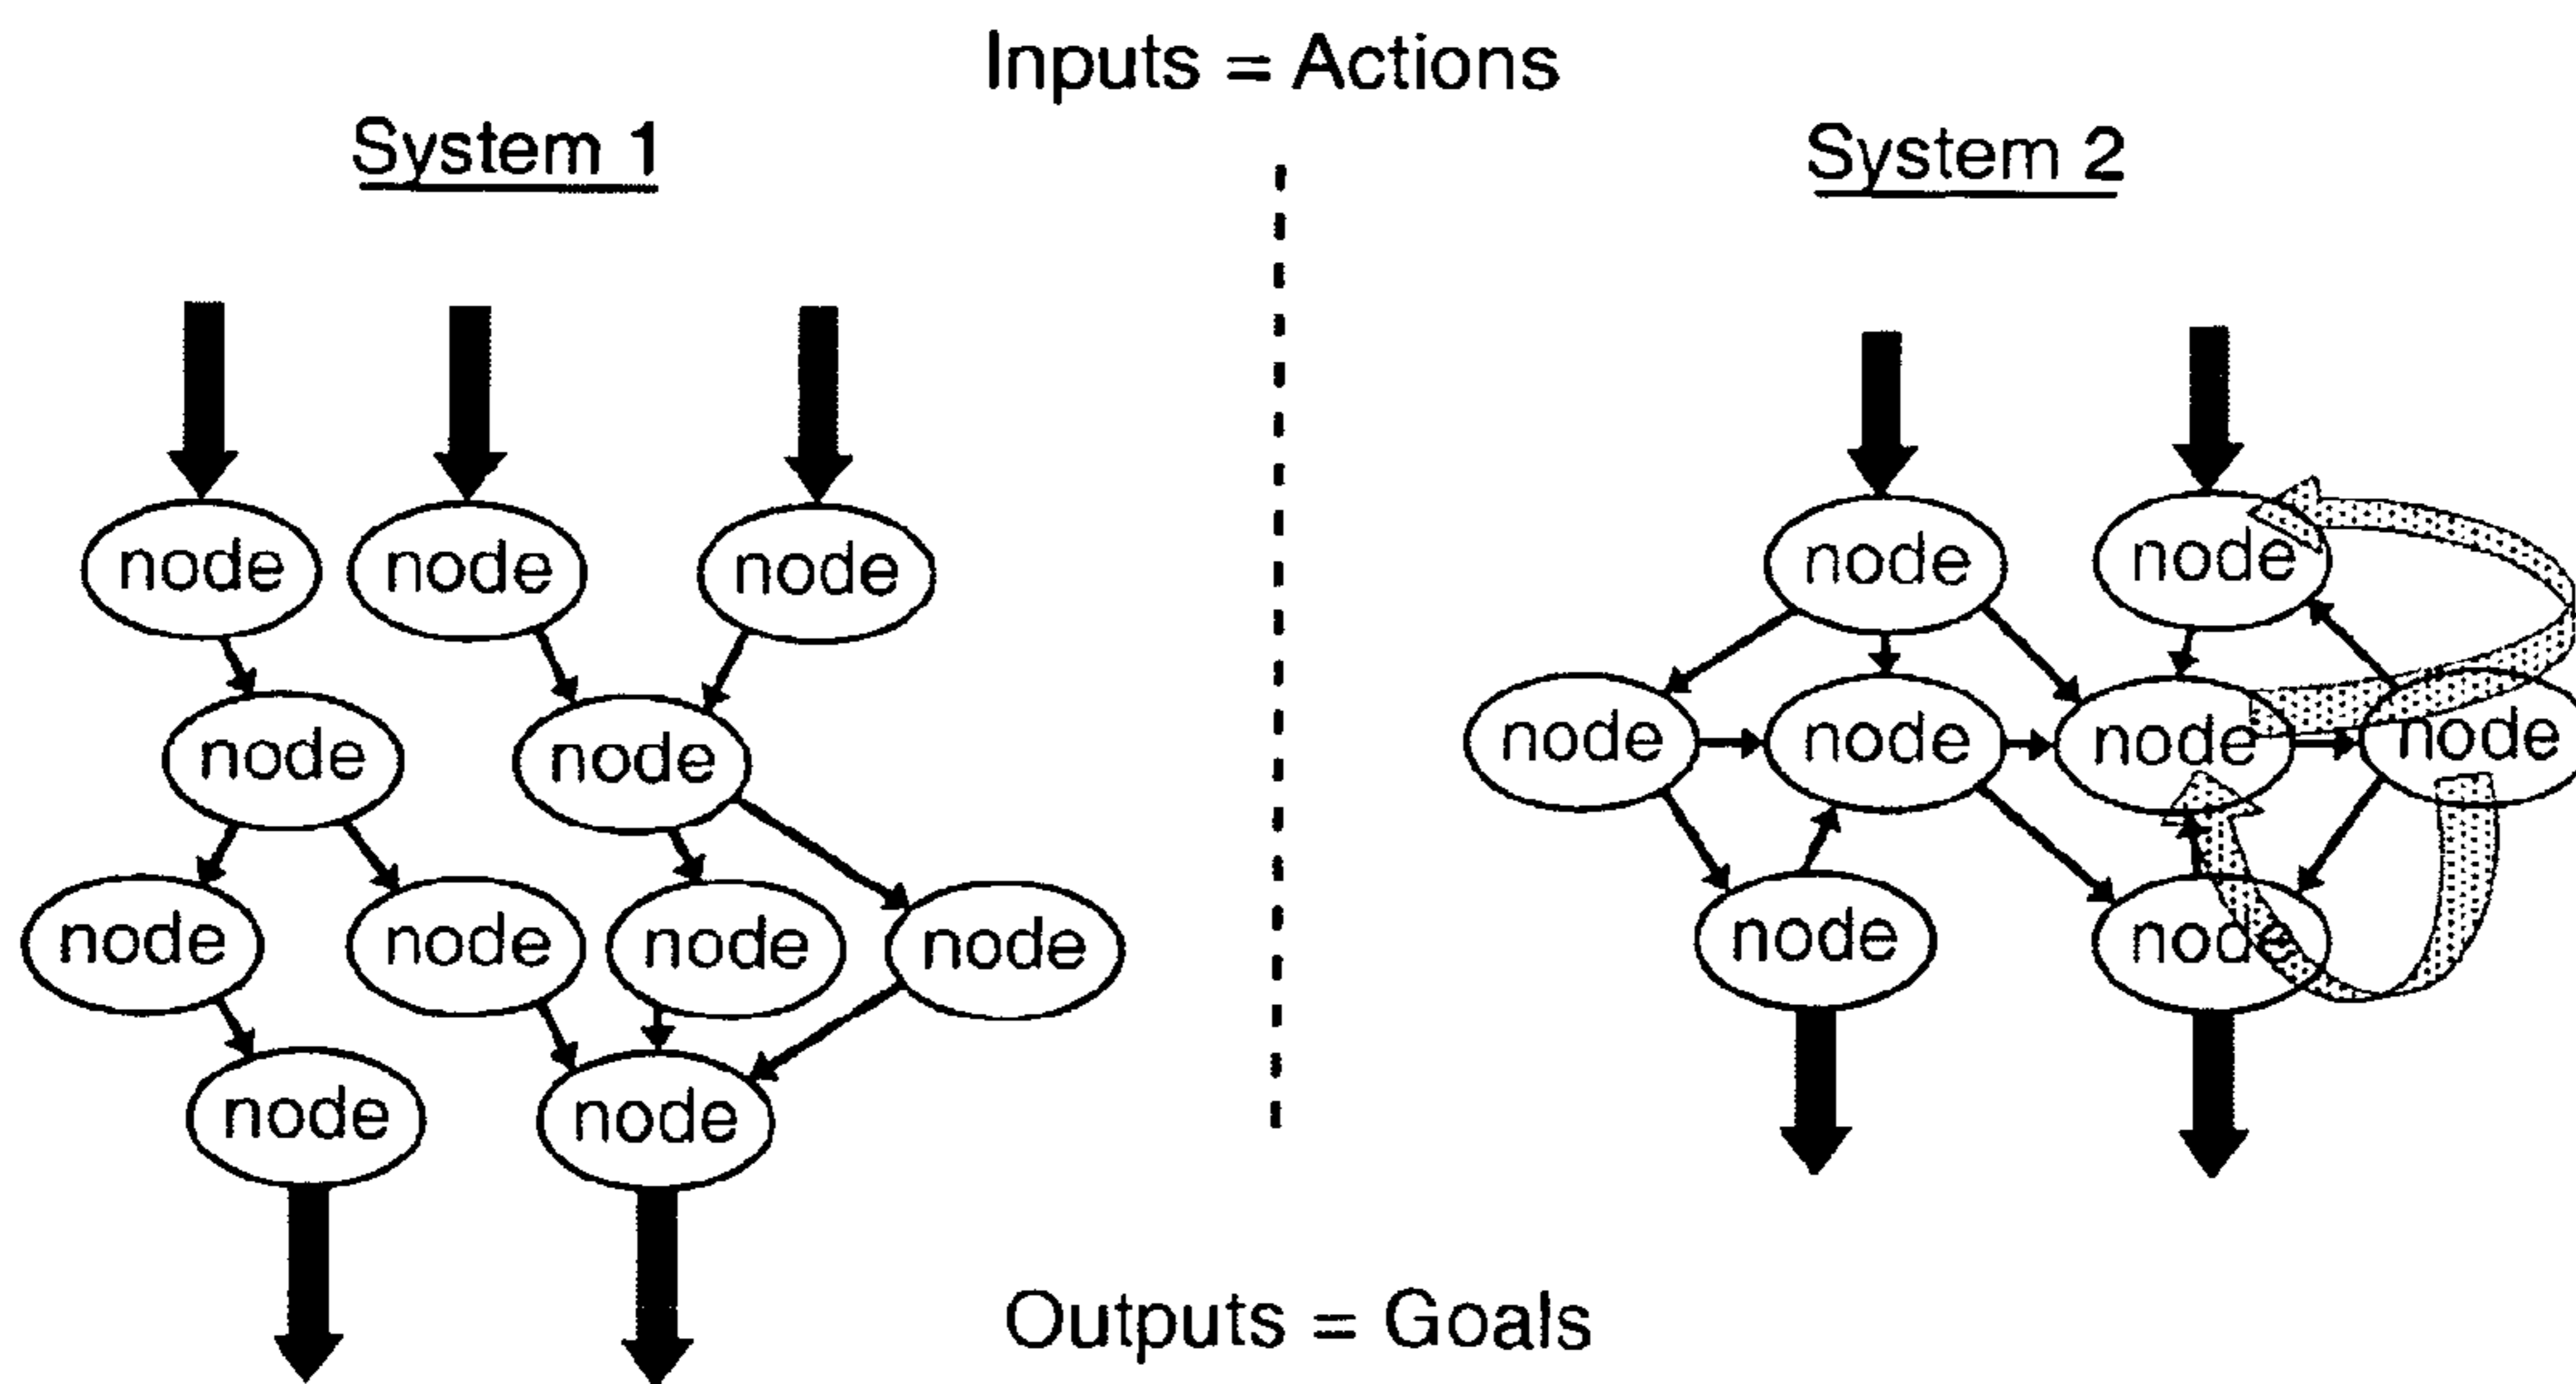 Inputs = Actions
System 1
System 2
node node node
node node
node node node node
node node
node node
node node node node
node node
Outputs = Goals